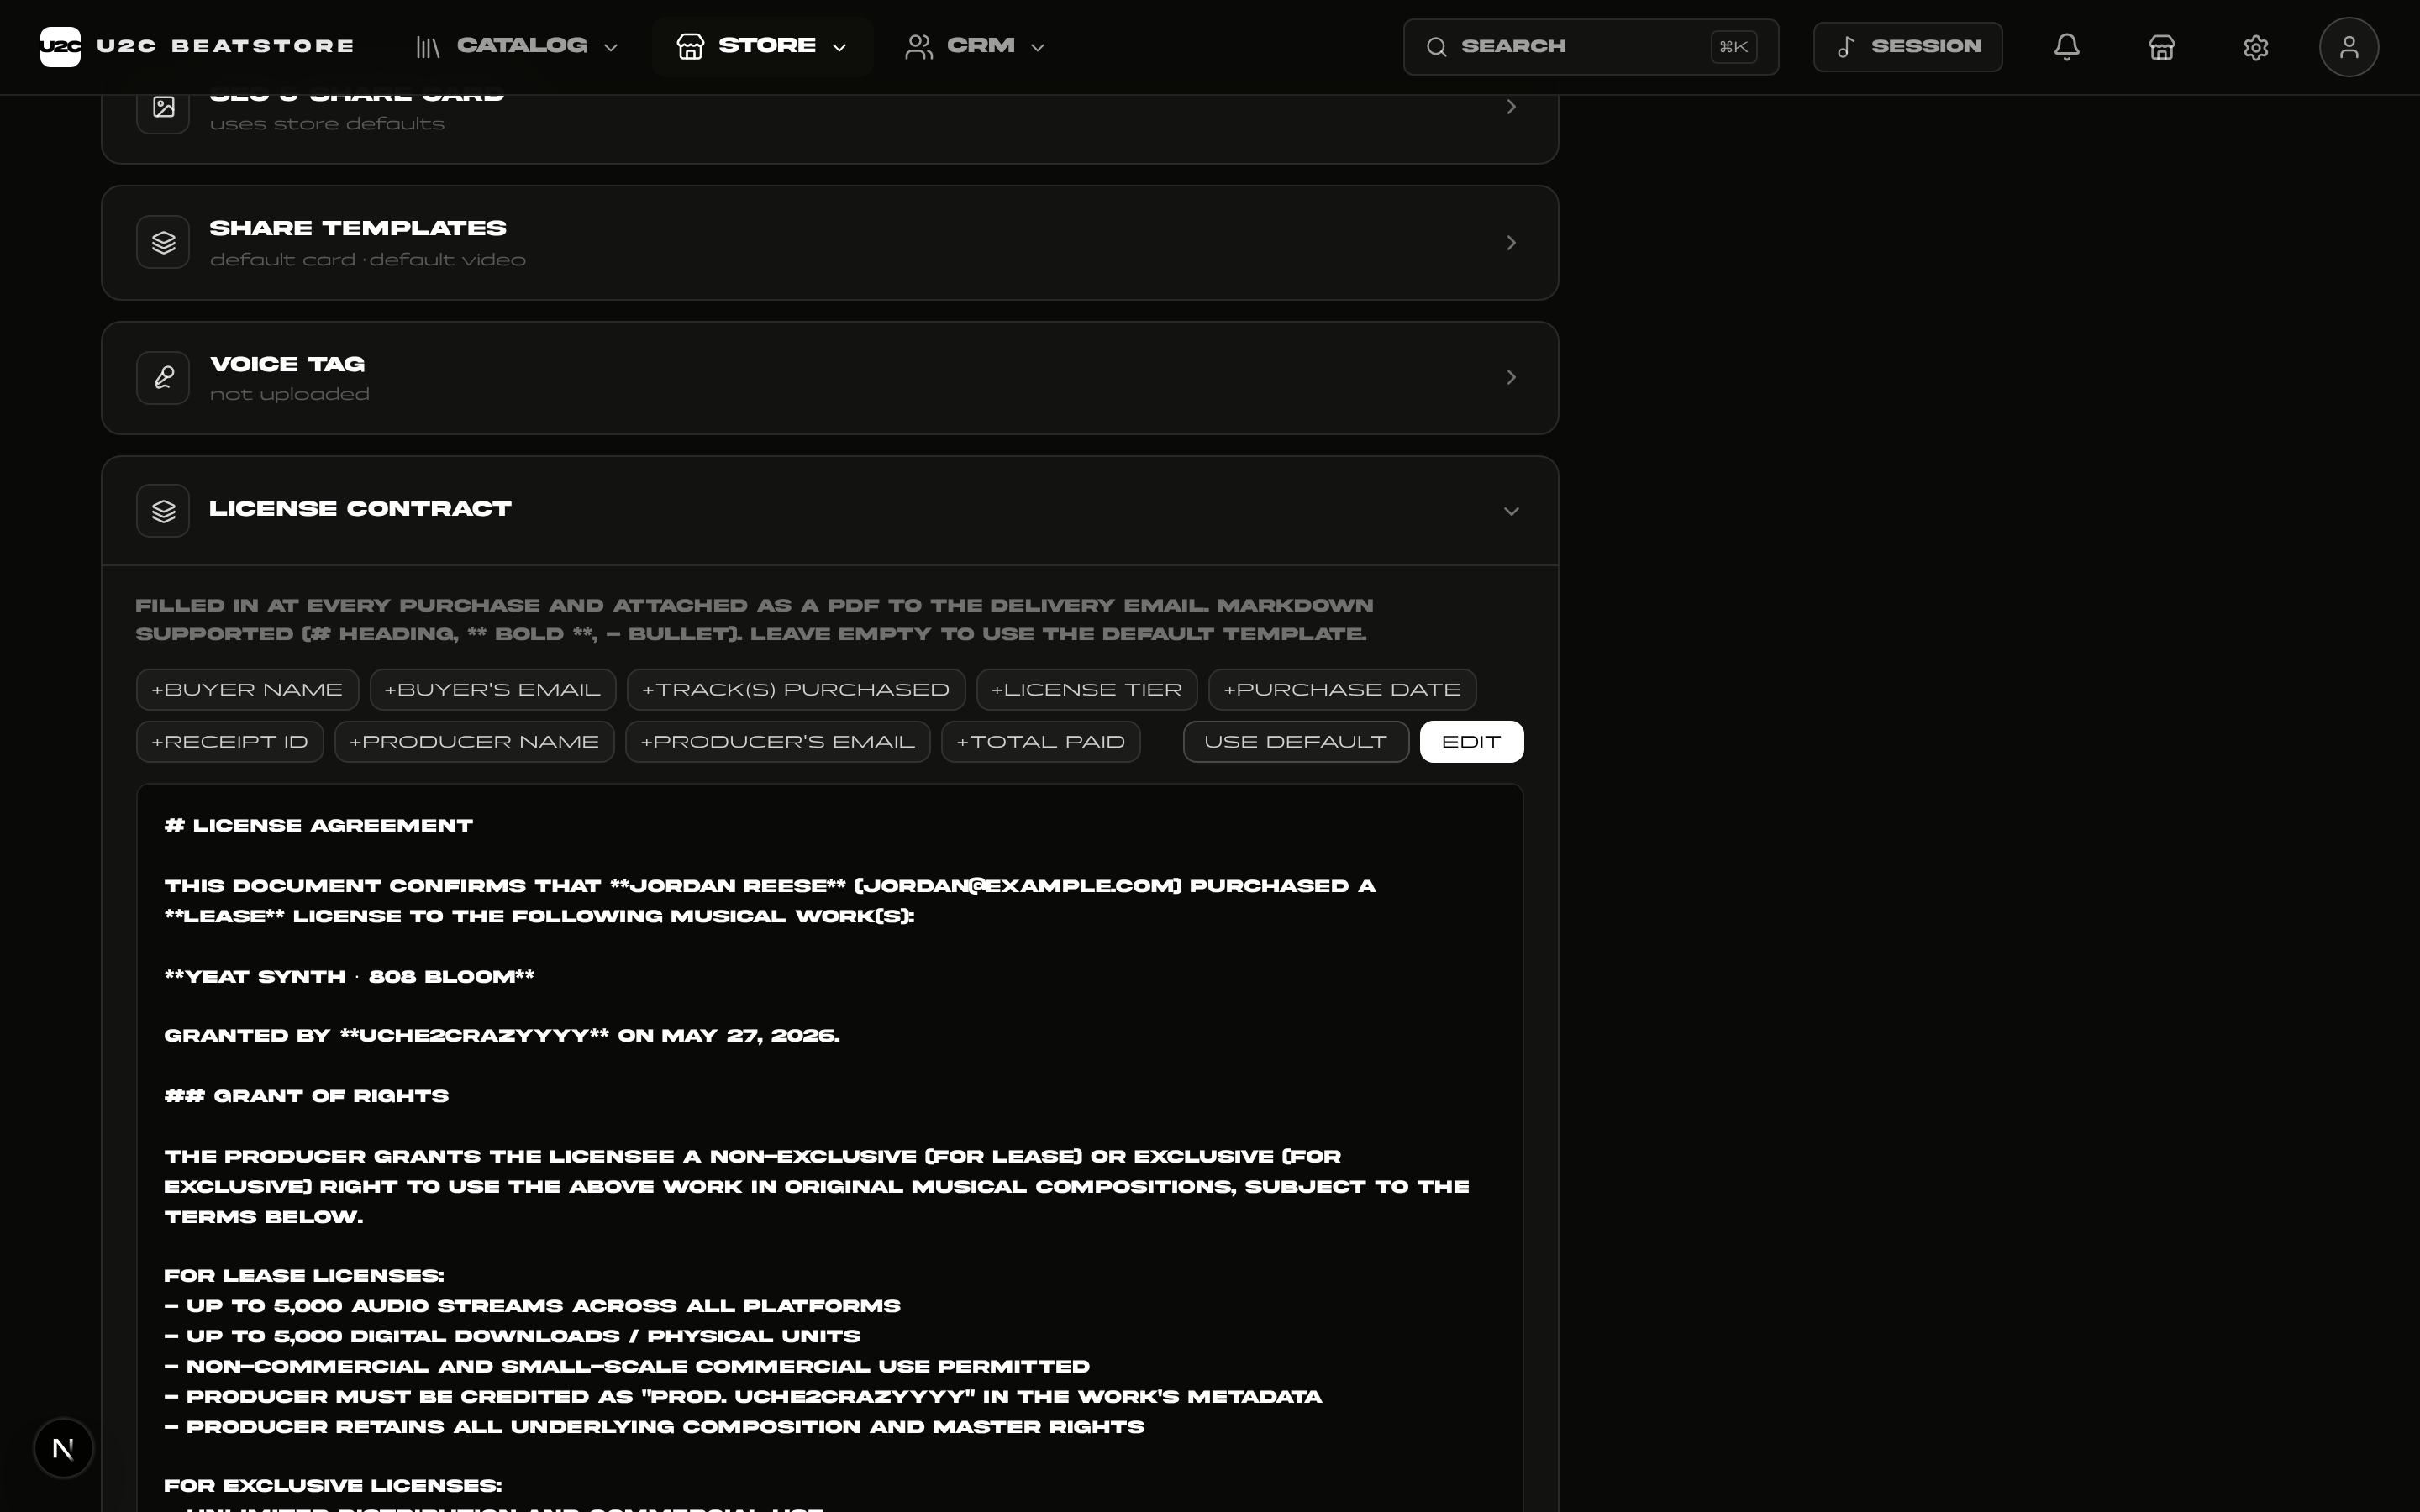 U2C U2C BEATSTORE CATALOG STORE CRM SEARCH ⌘K SESSION
SEO & SHARE CARD
uses store defaults
SHARE TEMPLATES
default card · default video
VOICE TAG
not uploaded
LICENSE CONTRACT
FILLED IN AT EVERY PURCHASE AND ATTACHED AS A PDF TO THE DELIVERY EMAIL. MARKDOWN
SUPPORTED (# HEADING, ** BOLD **, - BULLET). LEAVE EMPTY TO USE THE DEFAULT TEMPLATE.
+BUYER NAME +BUYER'S EMAIL +TRACK(S) PURCHASED +LICENSE TIER +PURCHASE DATE
+RECEIPT ID +PRODUCER NAME +PRODUCER'S EMAIL +TOTAL PAID USE DEFAULT EDIT
# LICENSE AGREEMENT
THIS DOCUMENT CONFIRMS THAT **JORDAN REESE** (JORDAN@EXAMPLE.COM) PURCHASED A
**LEASE** LICENSE TO THE FOLLOWING MUSICAL WORK(S):
**YEAT SYNTH · 808 BLOOM**
GRANTED BY **UCHE2CRAZYYYY** ON MAY 27, 2026.
## GRANT OF RIGHTS
THE PRODUCER GRANTS THE LICENSEE A NON-EXCLUSIVE (FOR LEASE) OR EXCLUSIVE (FOR
EXCLUSIVE) RIGHT TO USE THE ABOVE WORK IN ORIGINAL MUSICAL COMPOSITIONS, SUBJECT TO THE
TERMS BELOW.
FOR LEASE LICENSES:
- UP TO 5,000 AUDIO STREAMS ACROSS ALL PLATFORMS
- UP TO 5,000 DIGITAL DOWNLOADS / PHYSICAL UNITS
- NON-COMMERCIAL AND SMALL-SCALE COMMERCIAL USE PERMITTED
- PRODUCER MUST BE CREDITED AS "PROD. UCHE2CRAZYYYY" IN THE WORK'S METADATA
- PRODUCER RETAINS ALL UNDERLYING COMPOSITION AND MASTER RIGHTS
FOR EXCLUSIVE LICENSES:
- UNLIMITED DISTRIBUTION AND COMMERCIAL USE
N